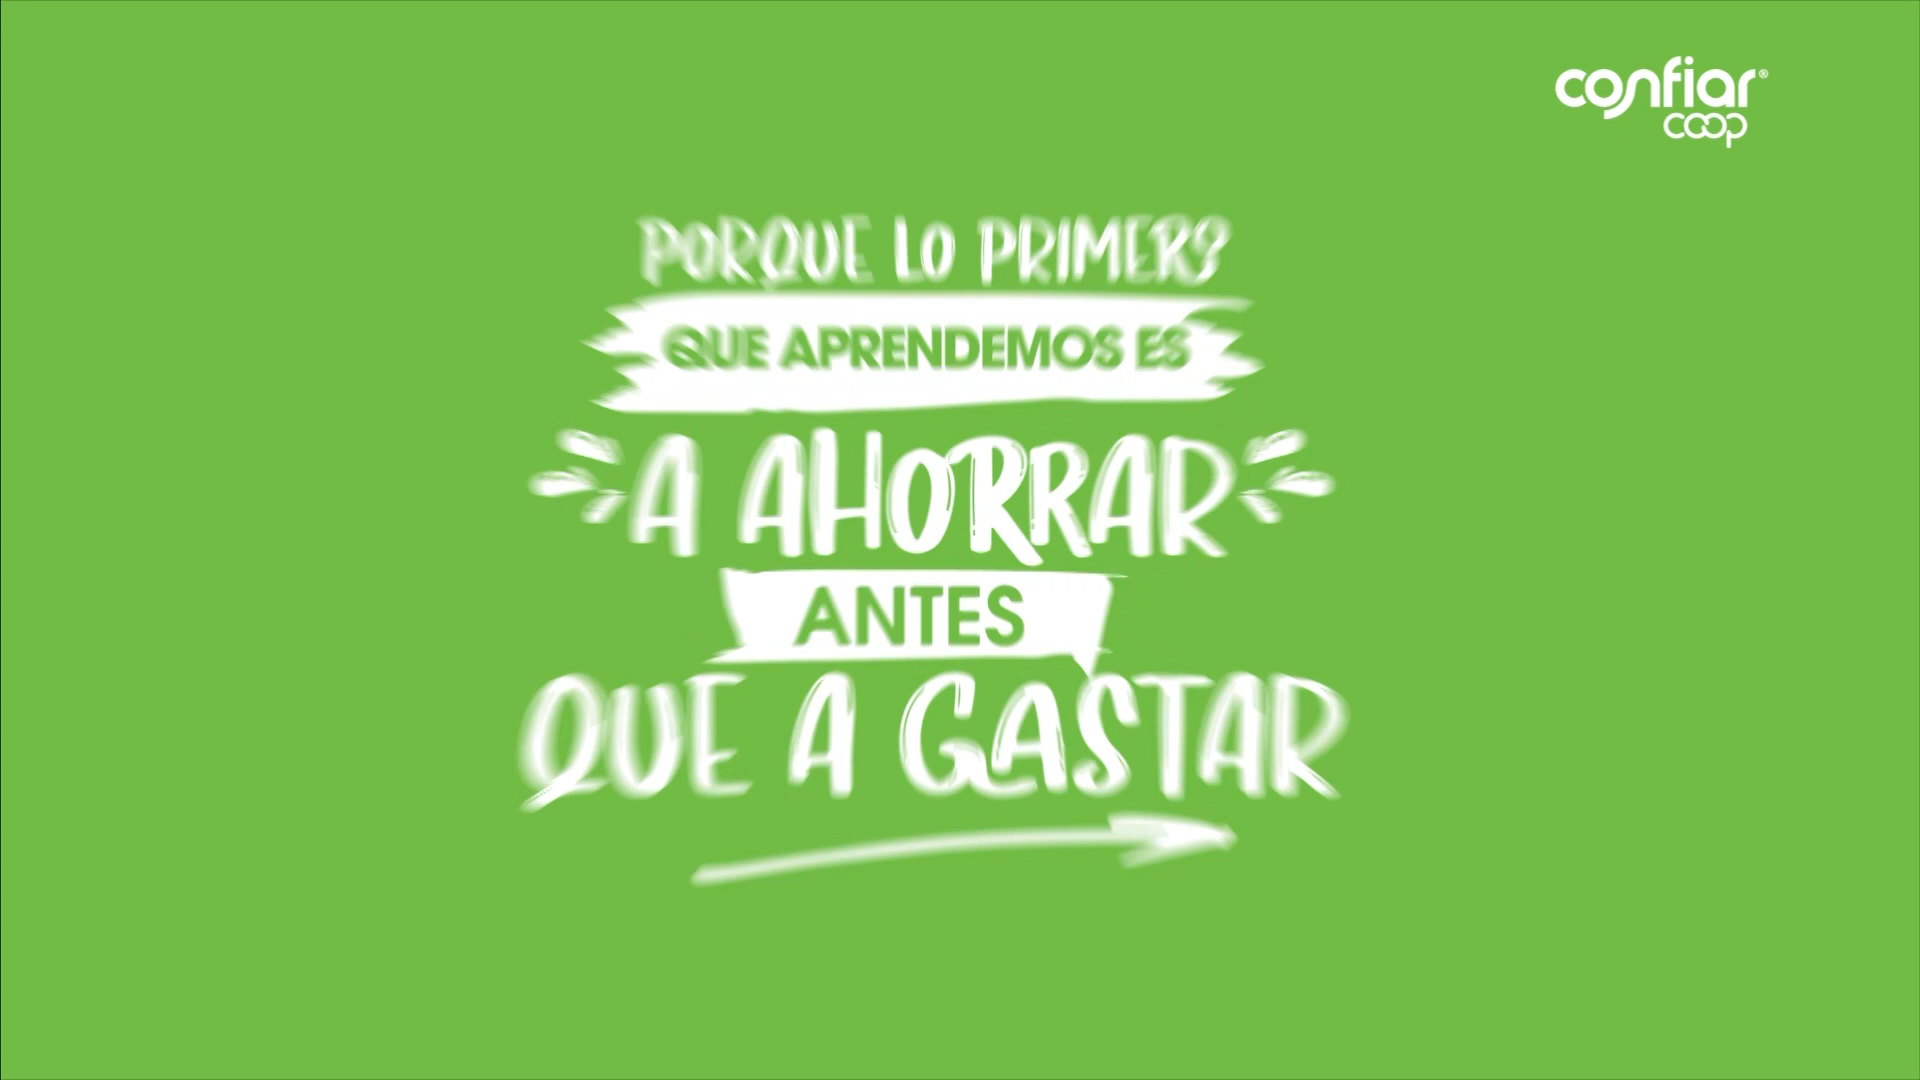 confiar®
coop
PORQUE LO PRIMERO
QUE APRENDEMOS ES
A AHORRAR
ANTES
QUE A GASTAR